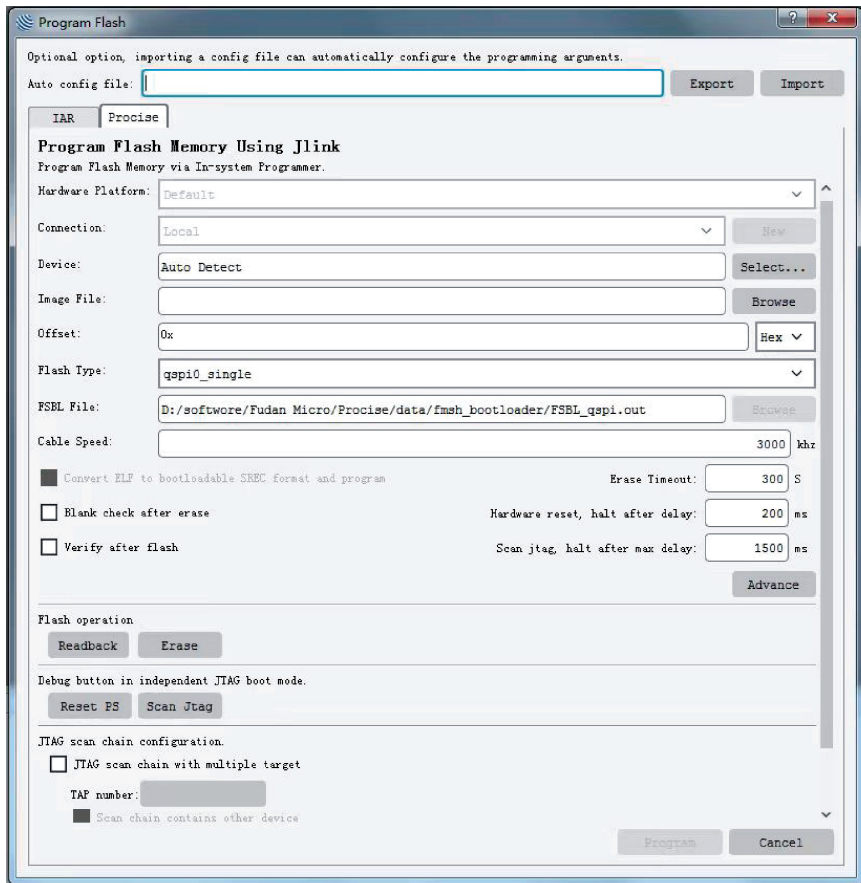 Program Flash
Optional option, importing a config file can automatically configure the programming arguments.
Auto config file: Export Import
IAR Procise
Program Flash Memory Using Jlink
Program Flash Memory via In-system Programmer.
Hardware Platform: Default
Connection: Local New
Device: Auto Detect Select...
Image File: Browse
Offset: 0x Hex
Flash Type: qspi0_single
FSBL File: D:/softwore/Fudan Micro/Procise/data/fmsh_bootloader/FSBL_qspi.out Browse
Cable Speed: 3000 khz
Convert ELF to bootloadable SREC format and program Erase Timeout: 300 S
Blank check after erase Hardware reset, halt after delay: 200 ms
Verify after flash Scan jtag, halt after max delay: 1500 ms
Advance
Flash operation
Readback Erase
Debug button in independent JTAG boot mode.
Reset PS Scan Jtag
JTAG scan chain configuration.
JTAG scan chain with multiple target
TAP number:
Scan chain contains other device
Program Cancel